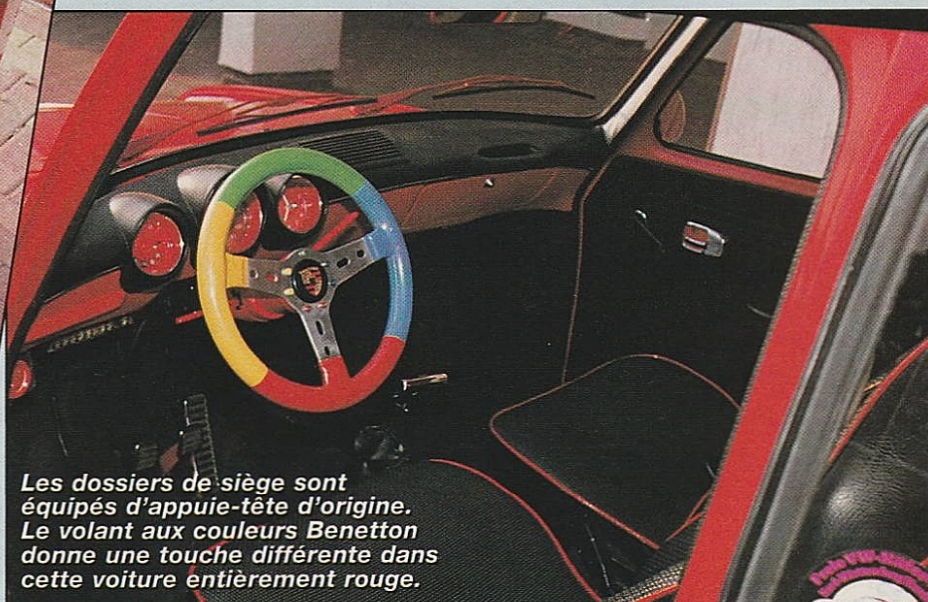 Les dossiers de siège sont
équipés d'appuie-tête d'origine.
Le volant aux couleurs Benetton
donne une touche différente dans
cette voiture entièrement rouge.